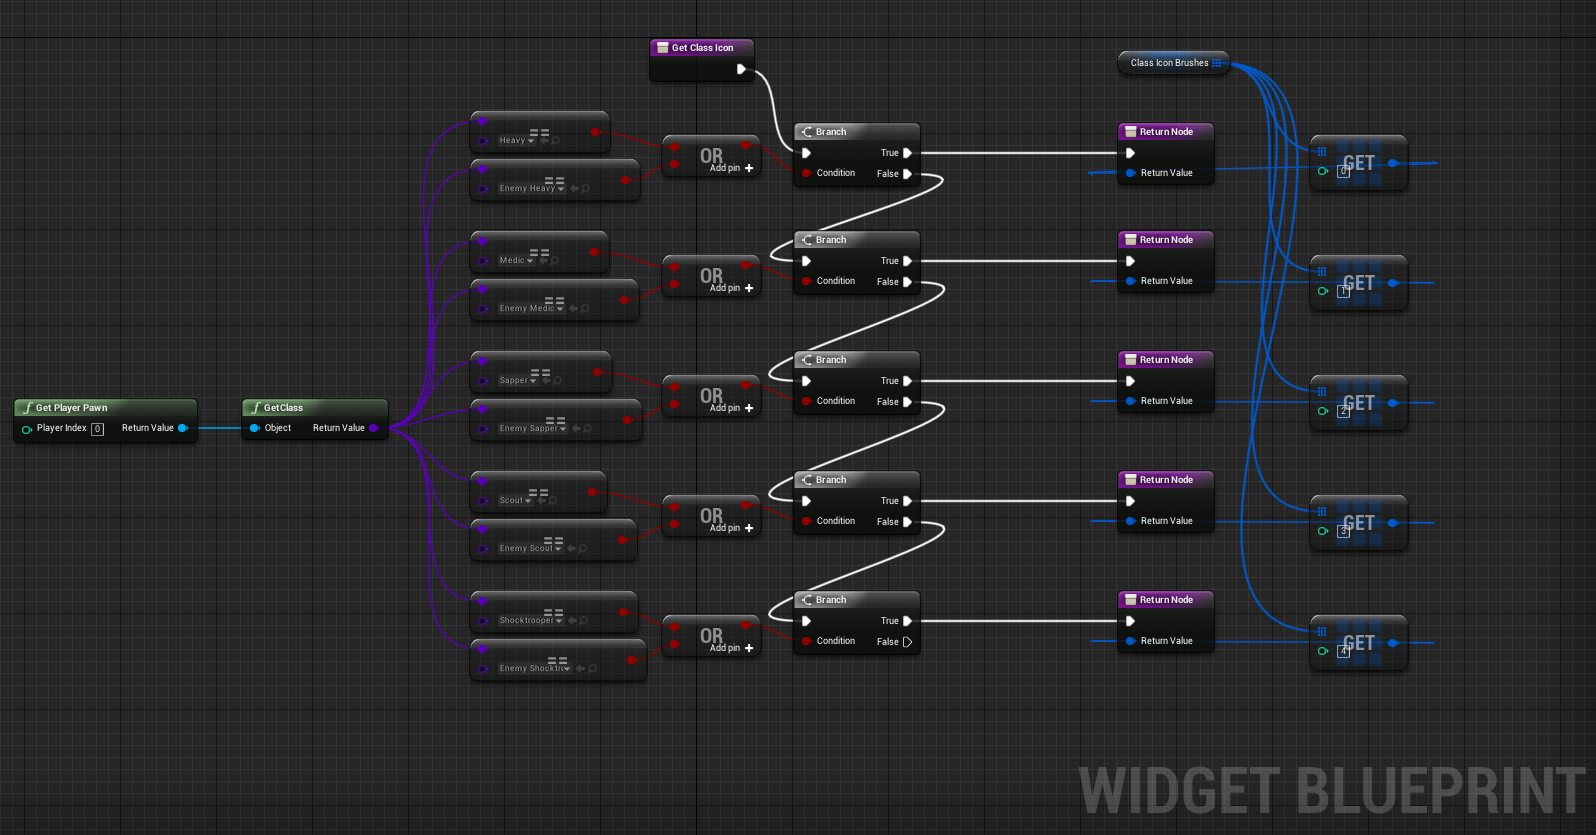 Get Class Icon
Class Icon Brushes
Heavy
==
Enemy Heavy
==
OR
Add pin
Branch
True
Condition
False
Return Node
Return Value
GET
0
Medic
==
Enemy Medic
==
OR
Add pin
Branch
True
Condition
False
Return Node
Return Value
GET
1
Sapper
==
Enemy Sapper
==
OR
Add pin
Branch
True
Condition
False
Return Node
Return Value
GET
2
Get Player Pawn
Player Index 0
Return Value
GetClass
Object
Return Value
Scout
==
Enemy Scout
==
OR
Add pin
Branch
True
Condition
False
Return Node
Return Value
GET
3
Shocktrooper
==
Enemy Shocktr
==
OR
Add pin
Branch
True
Condition
False
Return Node
Return Value
GET
4
WIDGET BLUEPRINT